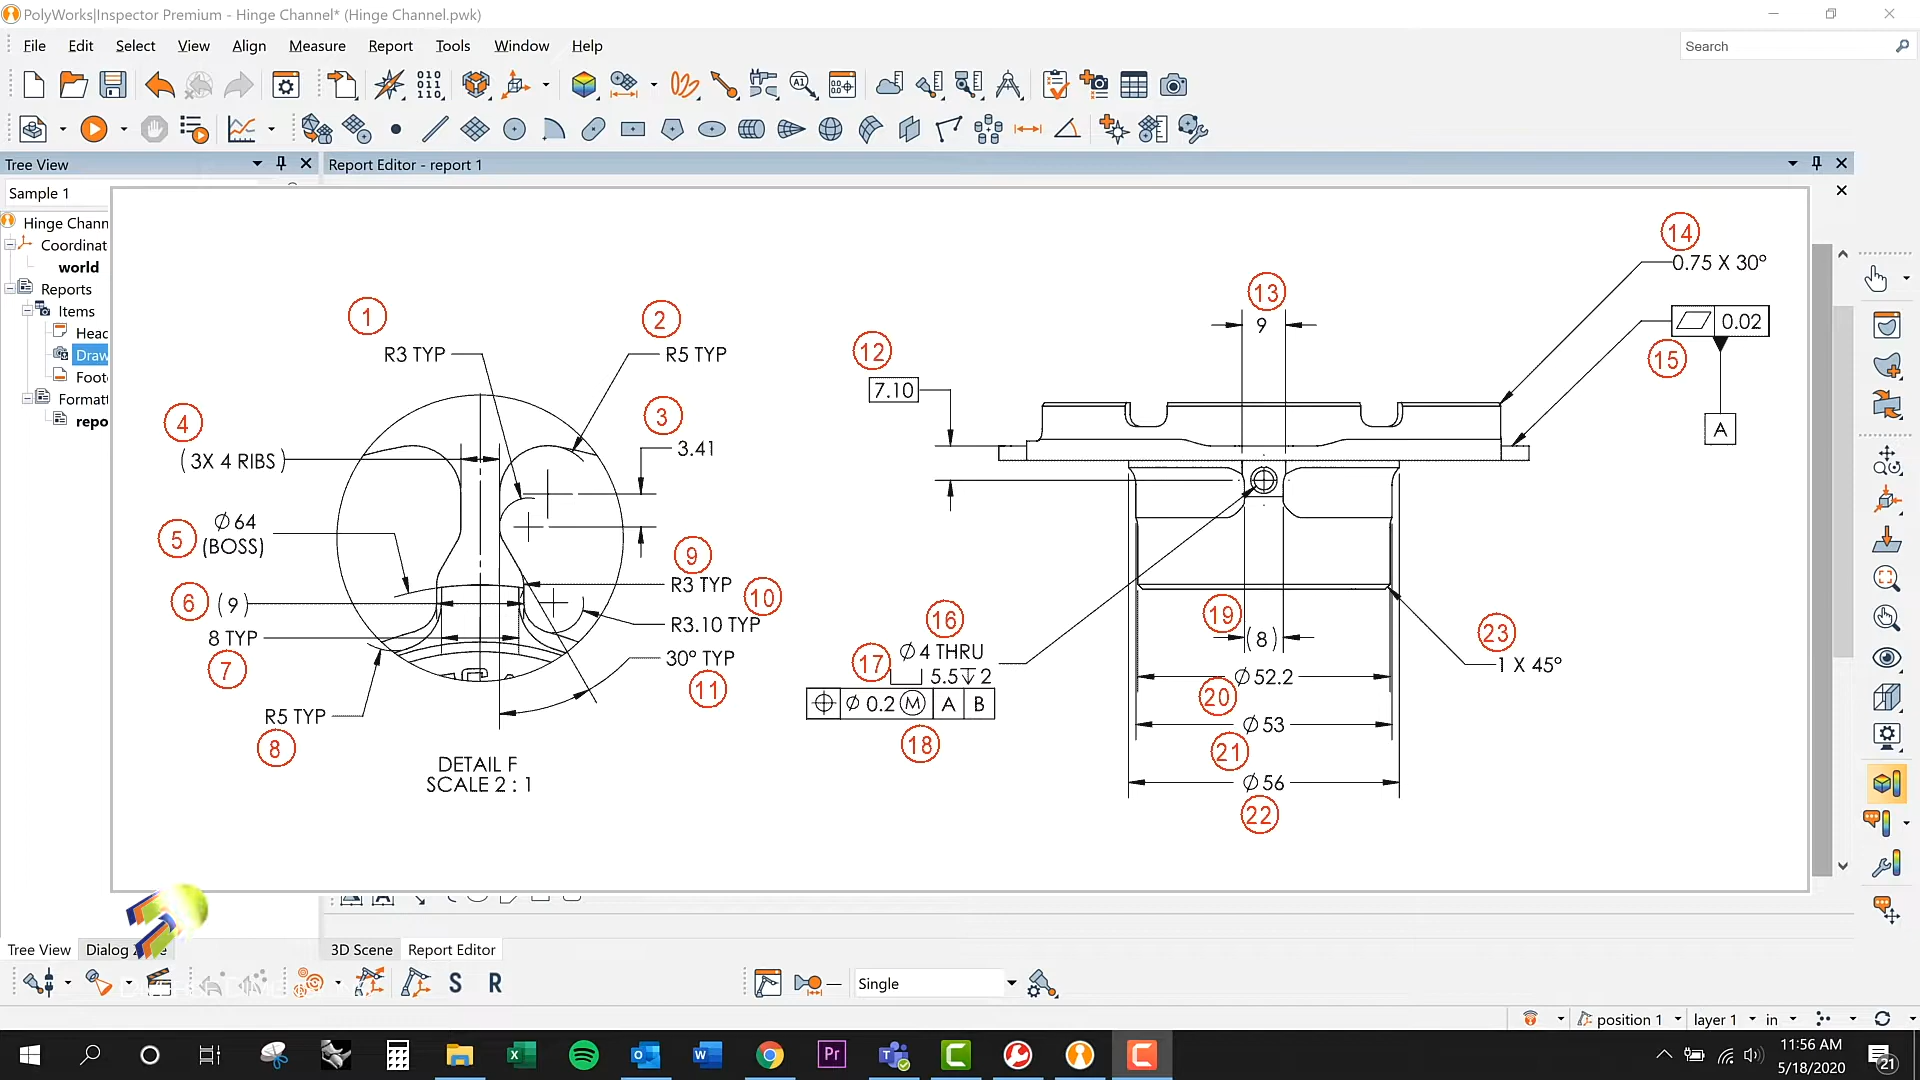 PolyWorks|Inspector Premium - Hinge Channel* (Hinge Channel.pwk)
File Edit Select View Align Measure Report Tools Window Help
Search
Tree View
Report Editor - report 1
Sample 1
Hinge Chann
Coordinat
world
Reports
Items
Head
Draw
Foot
Formatt
repo
1
R3 TYP
2
R5 TYP
3
3.41
4
( 3X 4 RIBS )
5
∅ 64
(BOSS)
6
( 9 )
8 TYP
7
R5 TYP
8
9
R3 TYP
10
R3.10 TYP
30° TYP
11
DETAIL F
SCALE 2 : 1
12
7.10
13
9
14
0.75 X 30°
0.02
15
A
16
∅ 4 THRU
17
5.5 ↧ 2
∅ 0.2 Ⓜ A B
18
19
( 8 )
∅ 52.2
20
∅ 53
21
∅ 56
22
23
1 X 45°
Tree View Dialog Z
3D Scene Report Editor
S R
Single
position 1 layer 1 in
11:56 AM
5/18/2020
21